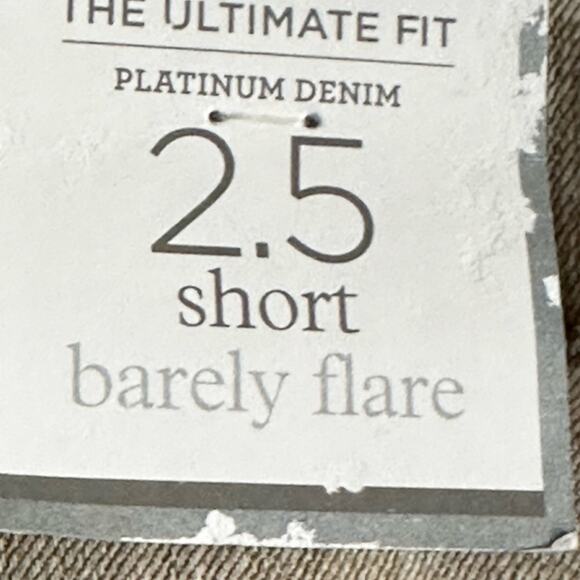 THE ULTIMATE FIT
PLATINUM DENIM
2.5
short
barely flare